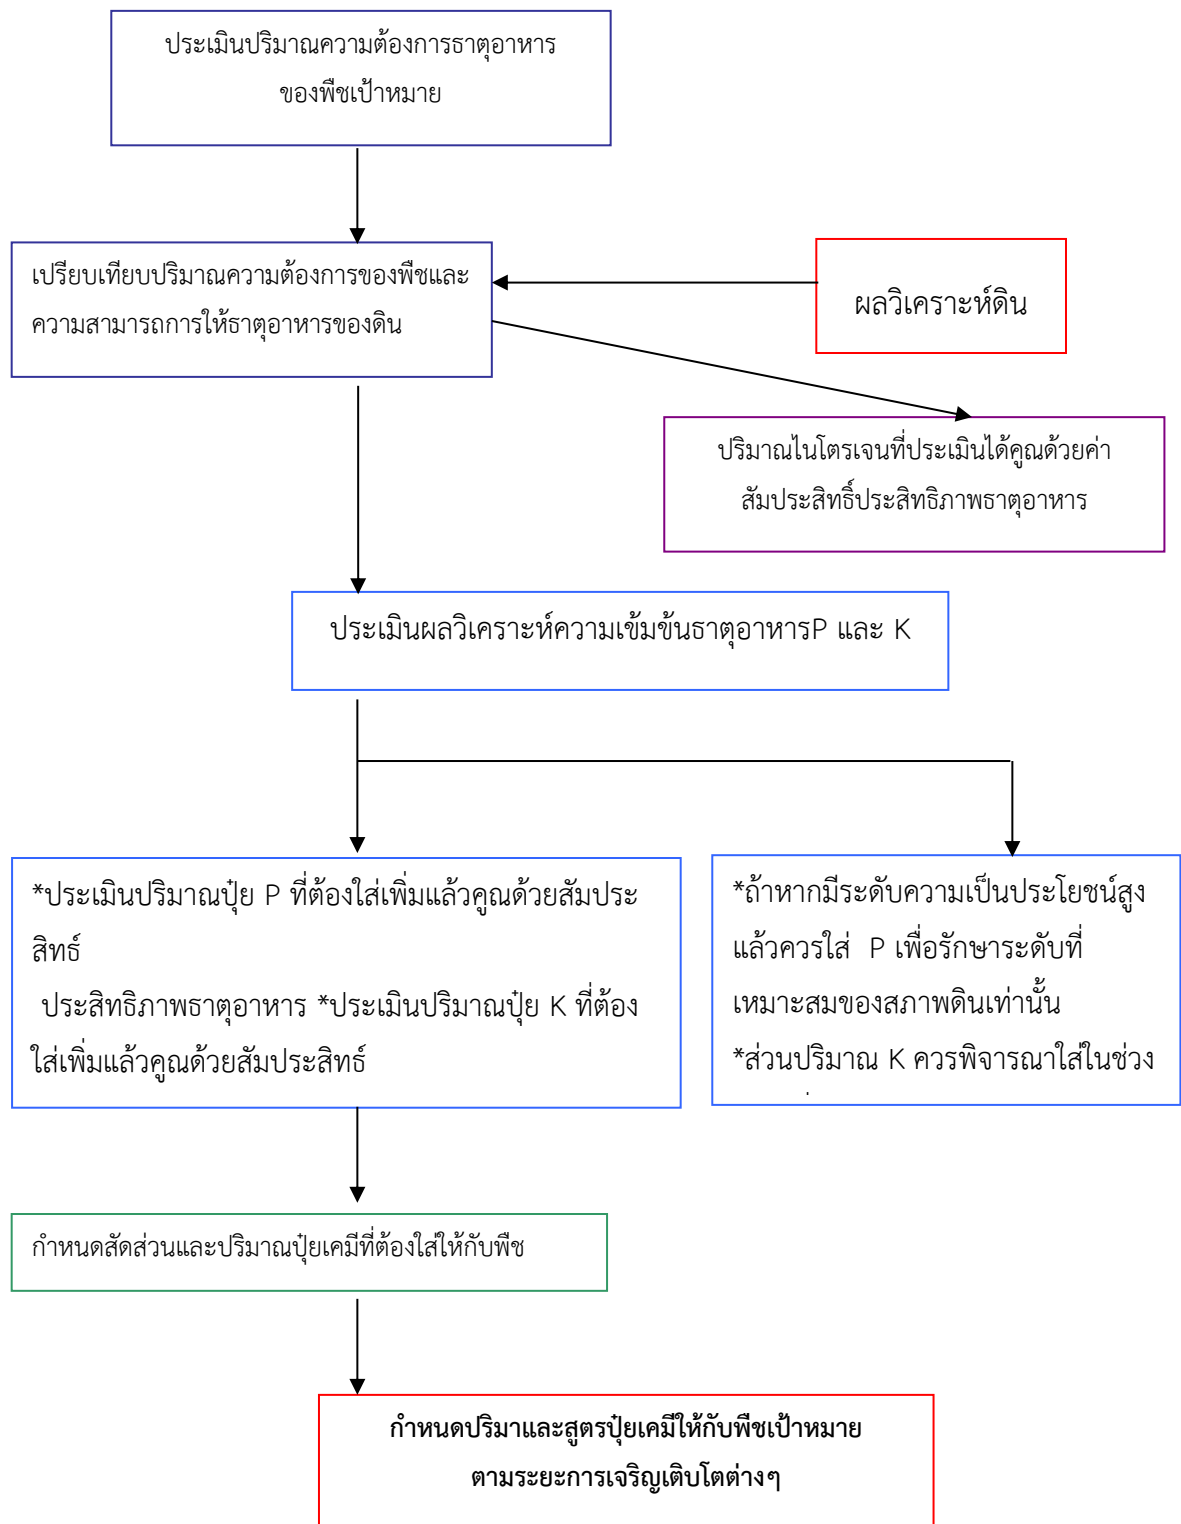 ประเมินปริมาณความต้องการธาตุอาหาร
ของพืชเป้าหมาย
เปรียบเทียบปริมาณความต้องการของพืชและ
ความสามารถการให้ธาตุอาหารของดิน
ผลวิเคราะห์ดิน
ปริมาณไนโตรเจนที่ประเมินได้คูณด้วยค่า
สัมประสิทธิ์ประสิทธิภาพธาตุอาหาร
ประเมินผลวิเคราะห์ความเข้มข้นธาตุอาหารP และ K
*ประเมินปริมาณปุ๋ย P ที่ต้องใส่เพิ่มแล้วคูณด้วยสัมประ
สิทธ์
ประสิทธิภาพธาตุอาหาร *ประเมินปริมาณปุ๋ย K ที่ต้อง
ใส่เพิ่มแล้วคูณด้วยสัมประสิทธ์
*ถ้าหากมีระดับความเป็นประโยชน์สูง
แล้วควรใส่ P เพื่อรักษาระดับที่
เหมาะสมของสภาพดินเท่านั้น
*ส่วนปริมาณ K ควรพิจารณาใส่ในช่วง
กำหนดสัดส่วนและปริมาณปุ๋ยเคมีที่ต้องใส่ให้กับพืช
กำหนดปริมาและสูตรปุ๋ยเคมีให้กับพืชเป้าหมาย
ตามระยะการเจริญเติบโตต่างๆ